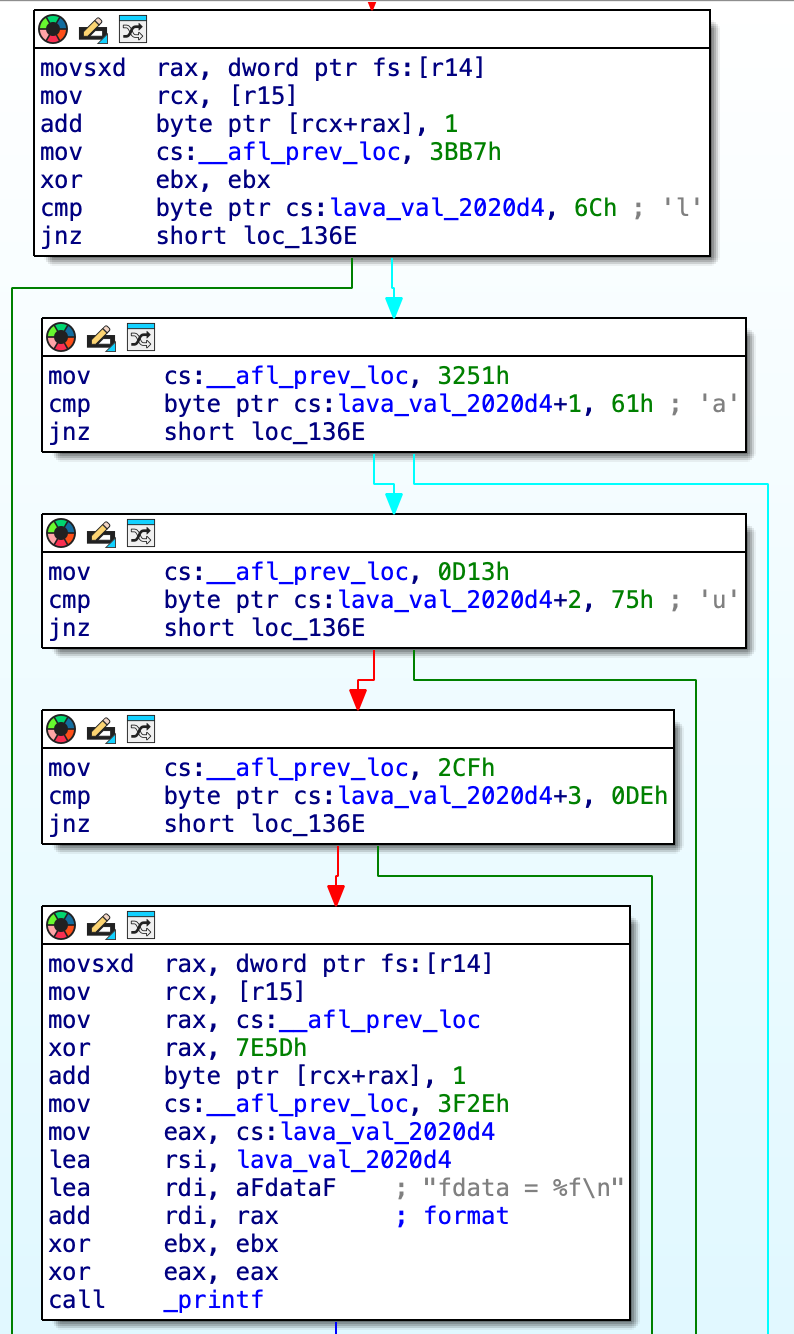 movsxd  rax, dword ptr fs:[r14]
mov     rcx, [r15]
add     byte ptr [rcx+rax], 1
mov     cs:__afl_prev_loc, 3BB7h
xor     ebx, ebx
cmp     byte ptr cs:lava_val_2020d4, 6Ch ; 'l'
jnz     short loc_136E
mov     cs:__afl_prev_loc, 3251h
cmp     byte ptr cs:lava_val_2020d4+1, 61h ; 'a'
jnz     short loc_136E
mov     cs:__afl_prev_loc, 0D13h
cmp     byte ptr cs:lava_val_2020d4+2, 75h ; 'u'
jnz     short loc_136E
mov     cs:__afl_prev_loc, 2CFh
cmp     byte ptr cs:lava_val_2020d4+3, 0DEh
jnz     short loc_136E
movsxd  rax, dword ptr fs:[r14]
mov     rcx, [r15]
mov     rax, cs:__afl_prev_loc
xor     rax, 7E5Dh
add     byte ptr [rcx+rax], 1
mov     cs:__afl_prev_loc, 3F2Eh
mov     eax, cs:lava_val_2020d4
lea     rsi, lava_val_2020d4
lea     rdi, aFdataF    ; "fdata = %f\n"
add     rdi, rax        ; format
xor     ebx, ebx
xor     eax, eax
call    _printf